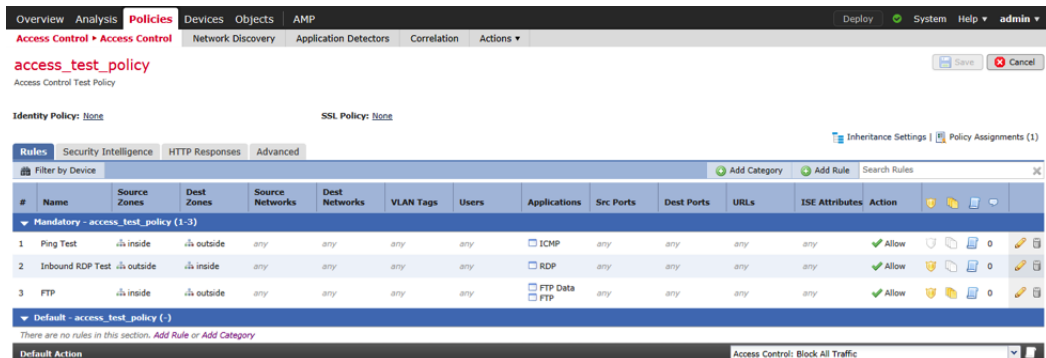 Overview Analysis Policies Devices Objects AMP Deploy System Help ▾ admin ▾
Access Control ▸ Access Control Network Discovery Application Detectors Correlation Actions ▾
access_test_policy
Save Cancel
Access Control Test Policy
Identity Policy: None SSL Policy: None
Inheritance Settings | Policy Assignments (1)
Rules Security Intelligence HTTP Responses Advanced
Filter by Device Add Category Add Rule Search Rules
# Name Source Zones Dest Zones Source Networks Dest Networks VLAN Tags Users Applications Src Ports Dest Ports URLs ISE Attributes Action
Mandatory - access_test_policy (1-3)
1 Ping Test inside outside any any any any ICMP any any any any Allow 0
2 Inbound RDP Test outside inside any any any any RDP any any any any Allow 0
3 FTP inside outside any any any any FTP Data FTP any any any any Allow 0
Default - access_test_policy (-)
There are no rules in this section. Add Rule or Add Category
Default Action Access Control: Block All Traffic